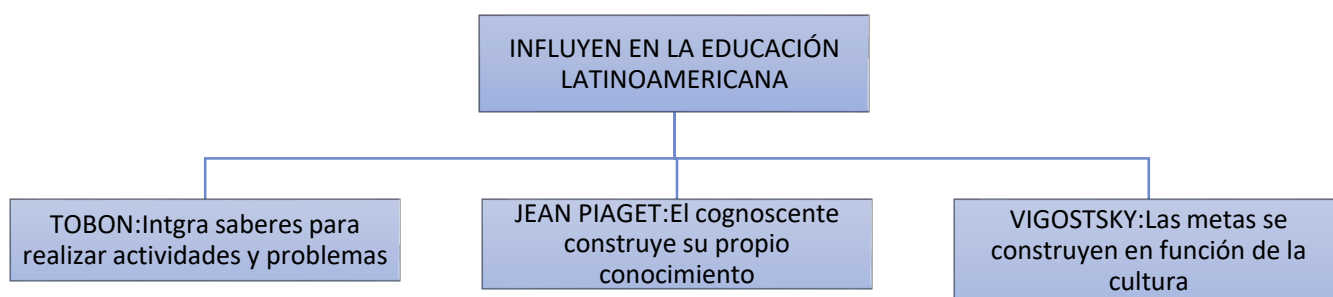 INFLUYEN EN LA EDUCACIÓN
LATINOAMERICANA
TOBON:Intgra saberes para
realizar actividades y problemas
JEAN PIAGET:El cognoscente
construye su propio
conocimiento
VIGOSTSKY:Las metas se
construyen en función de la
cultura